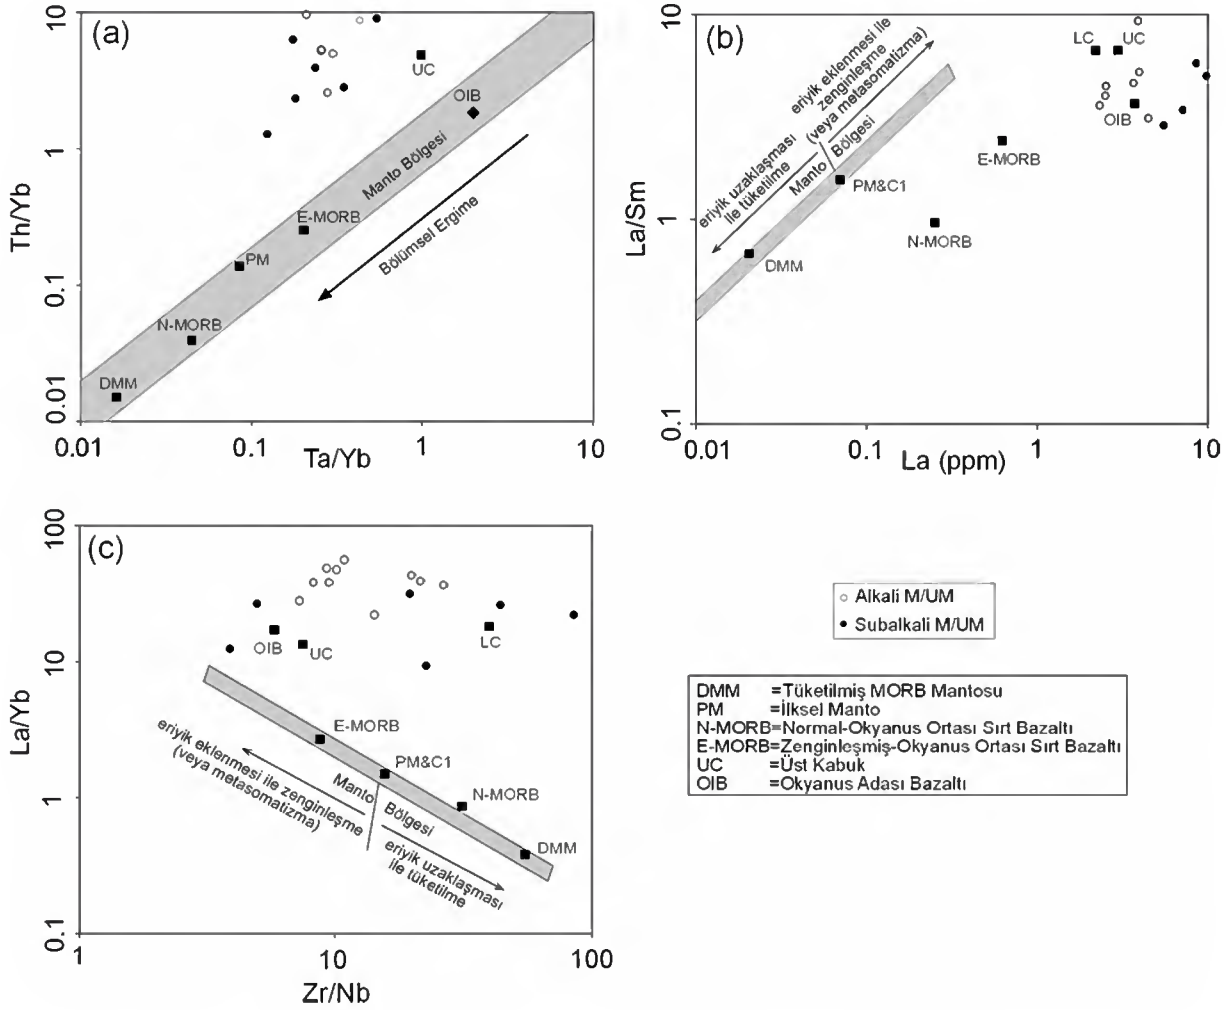 (a)
10
1
0.1
0.01
Th/Yb
UC
OIB
Manto Bölgesi
E-MORB
PM
N-MORB
DMM
Bölümsel Ergime
0.01
0.1
1
10
Ta/Yb
(b)
10
1
0.1
La/Sm
LC
UC
OIB
E-MORB
N-MORB
PM&C1
DMM
eriyik eklenmesi ile
zenginleşme
(veya metasomatizma)
eriyik uzaklaşması
ile tüketilme
Manto
Bölgesi
0.01
0.1
1
10
La (ppm)
(c)
100
10
1
0.1
La/Yb
OIB
UC
LC
E-MORB
PM&C1
N-MORB
DMM
Manto
Bölgesi
eriyik eklenmesi ile zenginleşme
(veya metasomatizma)
eriyik uzaklaşması
ile tüketilme
1
10
100
Zr/Nb
Alkali M/UM
Subalkali M/UM
DMM =Tüketilmiş MORB Mantosu
PM =İlksel Manto
N-MORB=Normal-Okyanus Ortası Sırt Bazaltı
E-MORB=Zenginleşmiş-Okyanus Ortası Sırt Bazaltı
UC =Üst Kabuk
OIB =Okyanus Adası Bazaltı